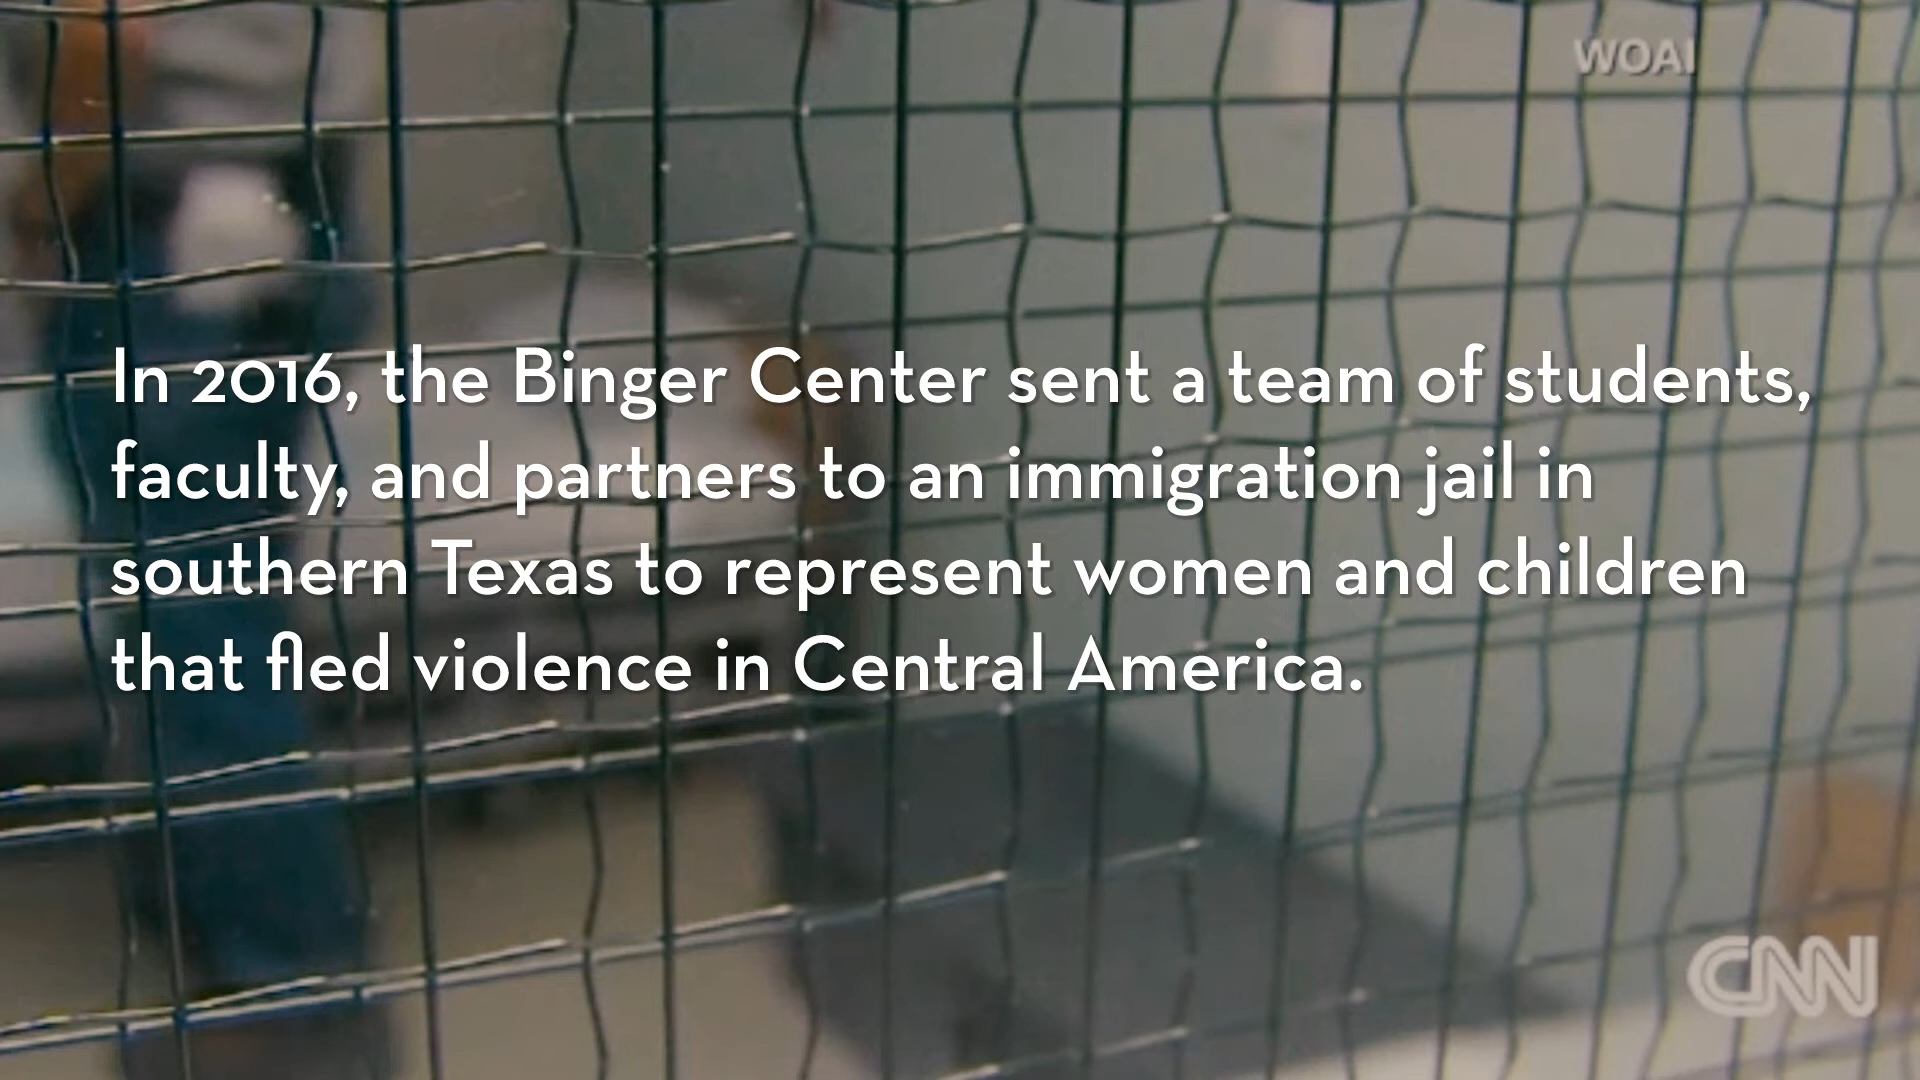 WOAI
In 2016, the Binger Center sent a team of students,
faculty, and partners to an immigration jail in
southern Texas to represent women and children
that fled violence in Central America.
CNN